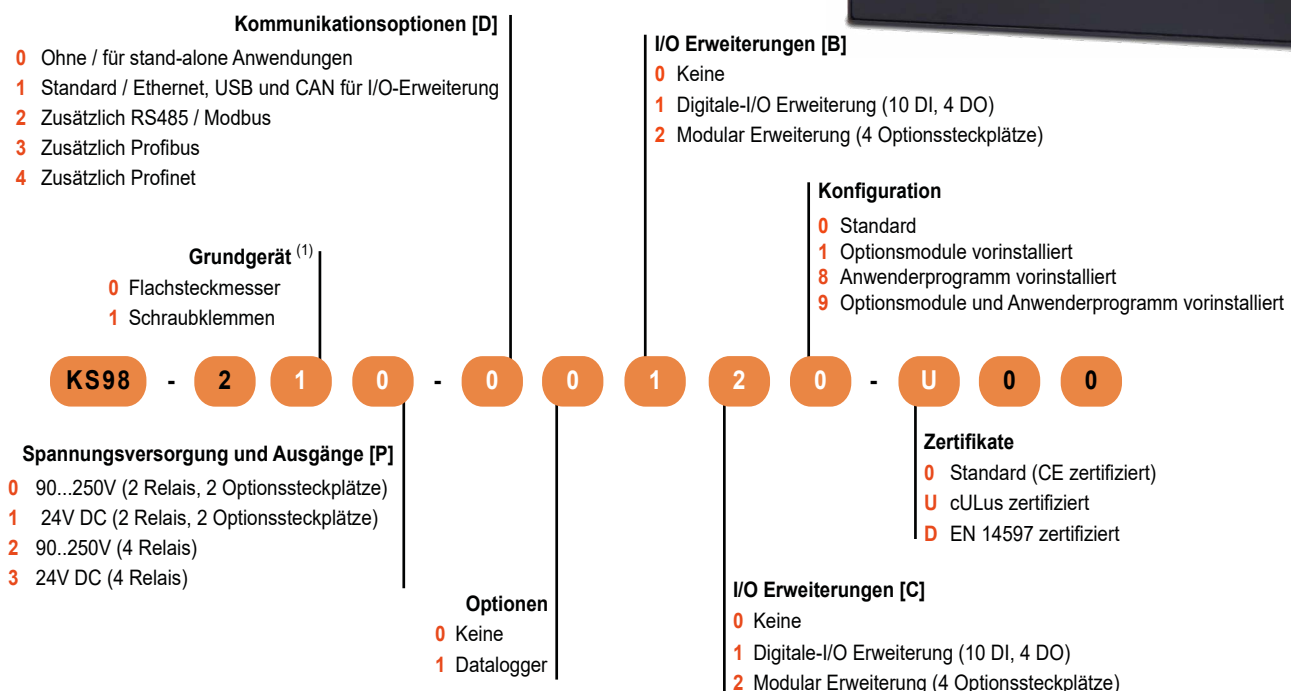 Kommunikationsoptionen [D]
0 Ohne / für stand-alone Anwendungen
1 Standard / Ethernet, USB und CAN für I/O-Erweiterung
2 Zusätzlich RS485 / Modbus
3 Zusätzlich Profibus
4 Zusätzlich Profinet
I/O Erweiterungen [B]
0 Keine
1 Digitale-I/O Erweiterung (10 DI, 4 DO)
2 Modular Erweiterung (4 Optionssteckplätze)
Konfiguration
0 Standard
1 Optionsmodule vorinstalliert
8 Anwenderprogramm vorinstalliert
9 Optionsmodule und Anwenderprogramm vorinstalliert
Grundgerät (1)
0 Flachsteckmesser
1 Schraubklemmen
KS98 - 2 1 0 - 0 0 1 2 0 - U 0 0
Spannungsversorgung und Ausgänge [P]
0 90...250V (2 Relais, 2 Optionssteckplätze)
1 24V DC (2 Relais, 2 Optionssteckplätze)
2 90..250V (4 Relais)
3 24V DC (4 Relais)
Optionen
0 Keine
1 Datalogger
Zertifikate
0 Standard (CE zertifiziert)
U cULus zertifiziert
D EN 14597 zertifiziert
I/O Erweiterungen [C]
0 Keine
1 Digitale-I/O Erweiterung (10 DI, 4 DO)
2 Modular Erweiterung (4 Optionssteckplätze)